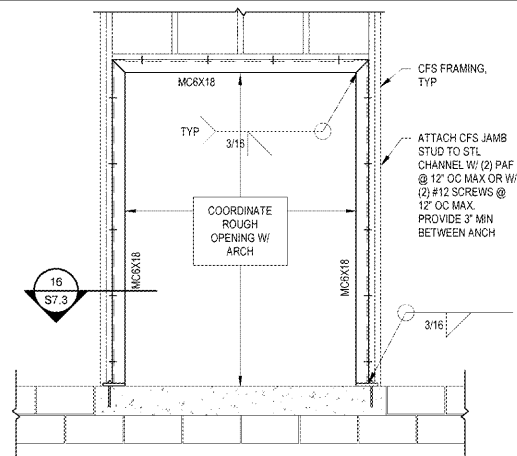 CFS FRAMING,
TYP
MC6X18
TYP
3/16
ATTACH CFS JAMB
STUD TO STL
CHANNEL W/ (2) PAF
@ 12" OC MAX OR W/
(2) #12 SCREWS @
12" OC MAX.
PROVIDE 3" MIN
BETWEEN ANCH
COORDINATE
ROUGH
OPENING W/
ARCH
MC6X18
MC6X18
16
S7.3
3/16